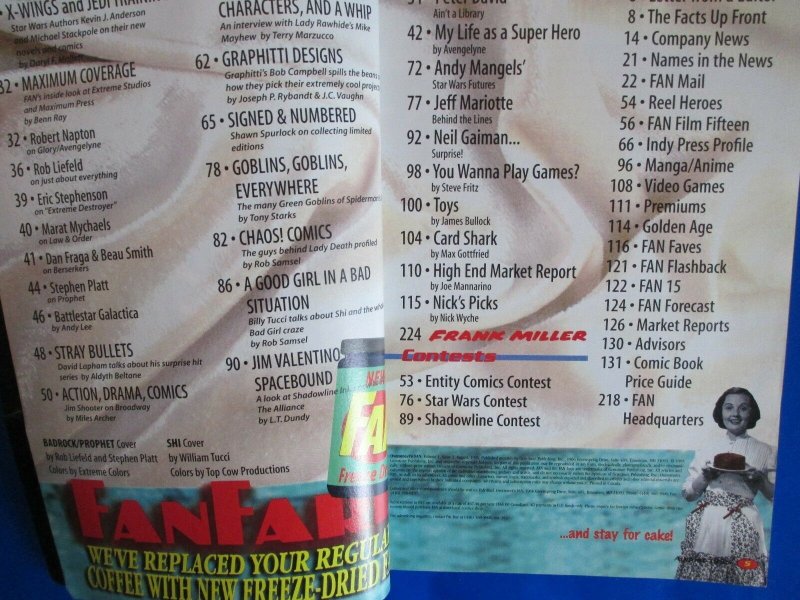 X-WINGS and JEDI
Star Wars Authors Kevin J. Anderson
and Michael Stackpole on their new
novels and comics
32 • MAXIMUM COVERAGE
FAN's inside look at Extreme Studios
and Maximum Press
by Benn Ray
32 • Robert Napton
on Glory/Avengelyne
36 • Rob Liefeld
on just about everything
39 • Eric Stephenson
on "Extreme Destroyer"
40 • Marat Mychaels
on Law & Order
41 • Dan Fraga & Beau Smith
on Berserkers
44 • Stephen Platt
on Prophet
46 • Battlestar Galactica
by Andy Lee
48 • STRAY BULLETS
David Lapham talks about his surprise hit
series by Aldyth Beltane
50 • ACTION, DRAMA, COMICS
Jim Shooter on Broadway
by Miles Archer
BADROCK/PROPHET Cover
by Rob Liefeld and Stephen Platt
Colors by Extreme Colors
CHARACTERS, AND A WHIP
An interview with Lady Rawhide's Mike
Mayhew by Terry Marzucco
62 • GRAPHITTI DESIGNS
Graphitti's Bob Campbell spills the beans
how they pick their extremely cool
by Joseph P. Rybandt & J.C. Vaughn
65 • SIGNED & NUMBERED
Shawn Spurlock on collecting limited
editions
78 • GOBLINS, GOBLINS,
EVERYWHERE
The many Green Goblins of Spiderman
by Tony Starks
82 • CHAOS! COMICS
The guys behind Lady Death profiled
by Rob Samsel
86 • A GOOD GIRL IN A BAD
SITUATION
Billy Tucci talks about Shi and the
Bad Girl craze
by Rob Samsel
90 • JIM VALENTINO
SPACEBOUND
A look at Shadowline
The Alliance
by L.T. Dundy
SHI Cover
by William Tucci
Colors by Top Cow Productions
NEW
FA
FANFAR
WE'VE REPLACED YOUR REGULA
COFFEE WITH NEW FREEZE-DRIED
Peter David
Ain't a Library
42 • My Life as a Super Hero
by Avengelyne
72 • Andy Mangels'
Star Wars Futures
77 • Jeff Mariotte
Behind the Lines
92 • Neil Gaiman...
Surprise!
98 • You Wanna Play Games?
by Steve Fritz
100 • Toys
by James Bullock
104 • Card Shark
by Max Gottfried
110 • High End Market Report
by Joe Mannarino
115 • Nick's Picks
by Nick Wyche
224 FRANK MILLER
Contests
53 • Entity Comics Contest
76 • Star Wars Contest
89 • Shadowline Contest
8 • The Facts Up Front
14 • Company News
21 • Names in the News
22 • FAN Mail
54 • Reel Heroes
56 • FAN Film Fifteen
66 • Indy Press Profile
96 • Manga/Anime
108 • Video Games
111 • Premiums
114 • Golden Age
116 • FAN Faves
121 • FAN Flashback
122 • FAN 15
124 • FAN Forecast
126 • Market Reports
130 • Advisors
131 • Comic Book
Price Guide
218 • FAN
Headquarters
...and stay for cake!
5